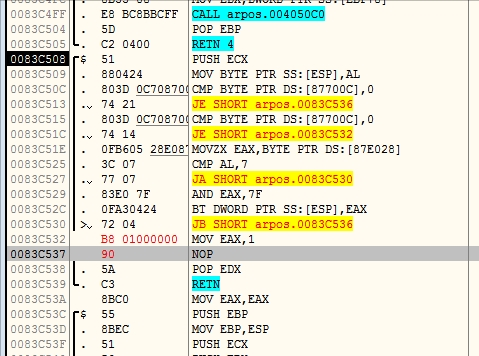 0083C4FF . E8 BC8BBCFF CALL arpos.004050C0
0083C504 . 5D POP EBP
0083C505 . C2 0400 RETN 4
0083C508 $ 51 PUSH ECX
0083C509 . 880424 MOV BYTE PTR SS:[ESP],AL
0083C50C . 803D 0C708700 CMP BYTE PTR DS:[87700C],0
0083C513 . 74 21 JE SHORT arpos.0083C536
0083C515 . 803D 0C708700 CMP BYTE PTR DS:[87700C],0
0083C51C . 74 14 JE SHORT arpos.0083C532
0083C51E . 0FB605 28E087 MOVZX EAX,BYTE PTR DS:[87E028]
0083C525 . 3C 07 CMP AL,7
0083C527 . 77 07 JA SHORT arpos.0083C530
0083C529 . 83E0 7F AND EAX,7F
0083C52C . 0FA30424 BT DWORD PTR SS:[ESP],EAX
0083C530 > 72 04 JB SHORT arpos.0083C536
0083C532 B8 01000000 MOV EAX,1
0083C537 90 NOP
0083C538 . 5A POP EDX
0083C539 . C3 RETN
0083C53A 8BC0 MOV EAX,EAX
0083C53C $ 55 PUSH EBP
0083C53D . 8BEC MOV EBP,ESP
0083C53F . 51 PUSH ECX